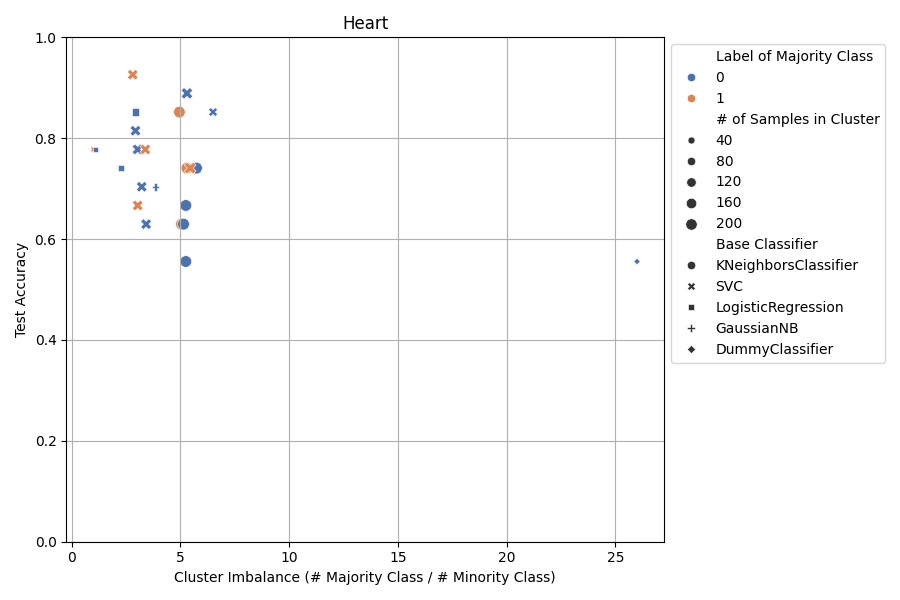 Heart
1.0
0.8
0.6
0.4
0.2
0.0
Test Accuracy
0 5 10 15 20 25
Cluster Imbalance (# Majority Class / # Minority Class)
Label of Majority Class
0
1
# of Samples in Cluster
40
80
120
160
200
Base Classifier
KNeighborsClassifier
SVC
LogisticRegression
GaussianNB
DummyClassifier